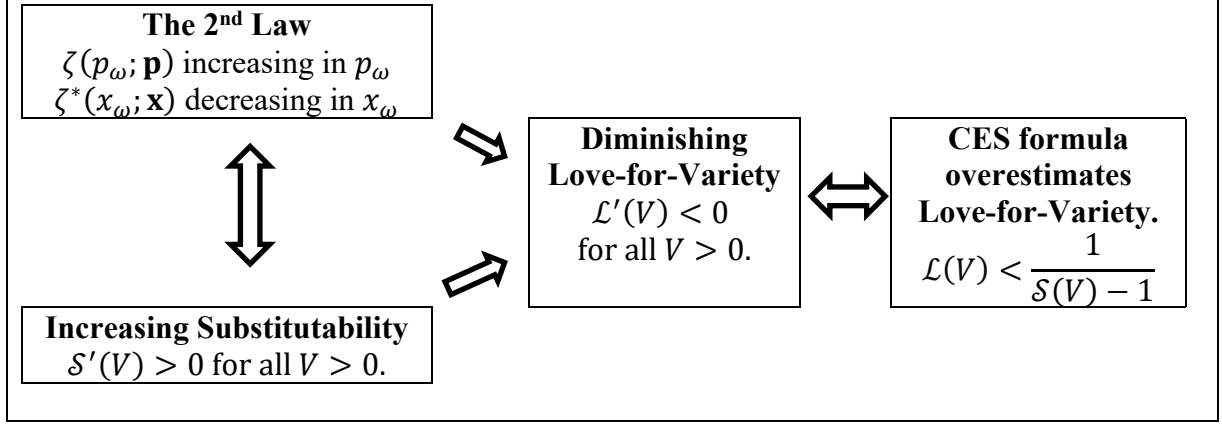 The 2ⁿᵈ Law
ζ(p_ω; 𝐩) increasing in p_ω
ζ*(x_ω; 𝐱) decreasing in x_ω
Increasing Substitutability
𝒮′(V) > 0 for all V > 0.
Diminishing
Love-for-Variety
ℒ′(V) < 0
for all V > 0.
CES formula
overestimates
Love-for-Variety.
ℒ(V) < 1 / (𝒮(V) − 1)